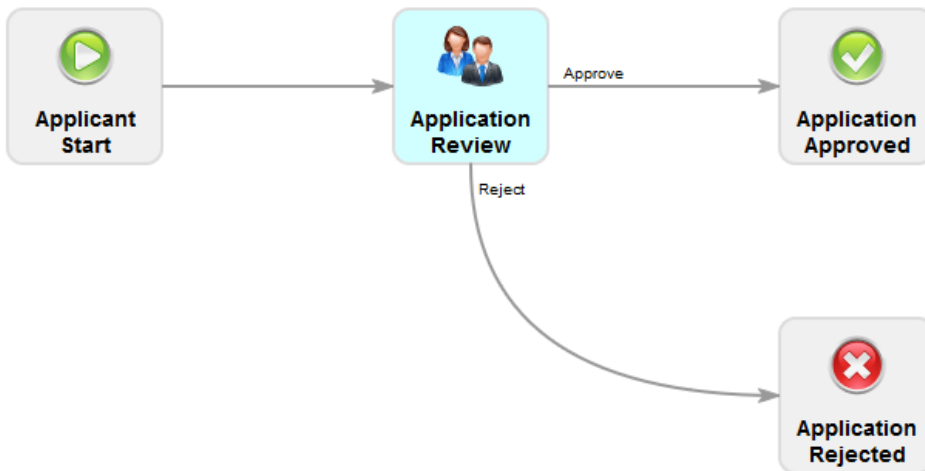 Applicant
Start
Application
Review
Approve
Application
Approved
Reject
Application
Rejected